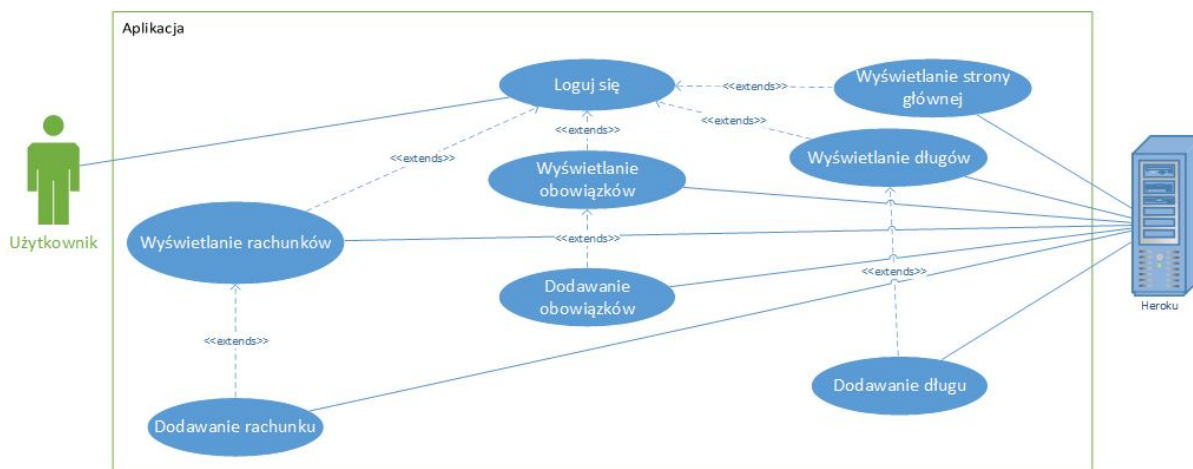 Aplikacja
Loguj się
Wyświetlanie strony
głównej
<<extends>>
<<extends>>
<<extends>>
<<extends>>
Wyświetlanie
obowiązków
Wyświetlanie długów
Użytkownik
Wyświetlanie rachunków
<<extends>>
<<extends>>
Dodawanie
obowiązków
Heroku
<<extends>>
Dodawanie długu
Dodawanie rachunku